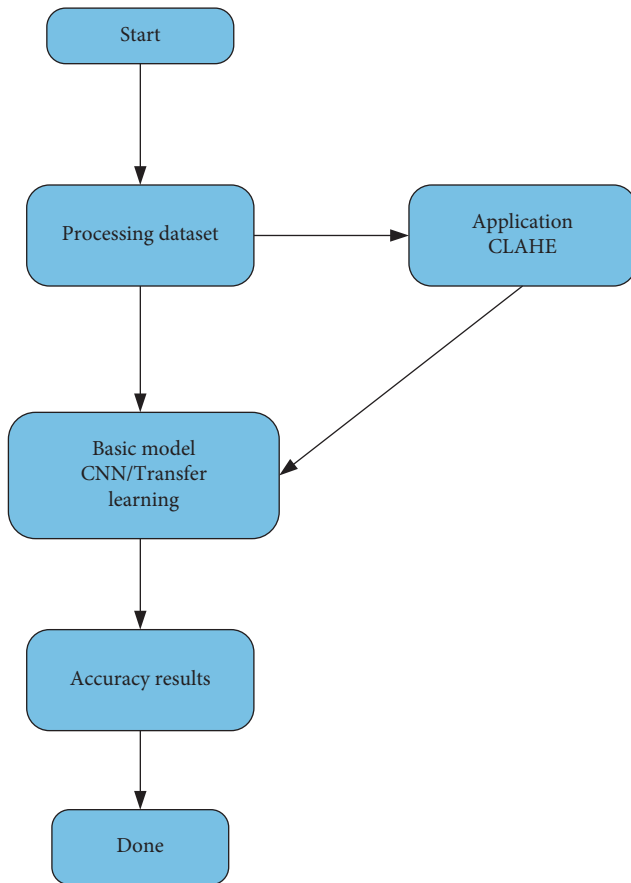 Start
Processing dataset
Application
CLAHE
Basic model
CNN/Transfer
learning
Accuracy results
Done